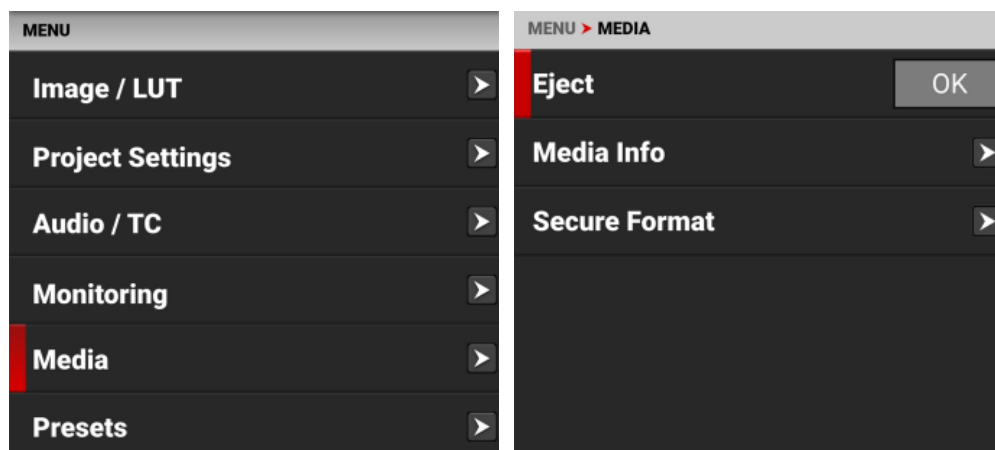 MENU
Image / LUT
Project Settings
Audio / TC
Monitoring
Media
Presets
MENU > MEDIA
Eject OK
Media Info
Secure Format